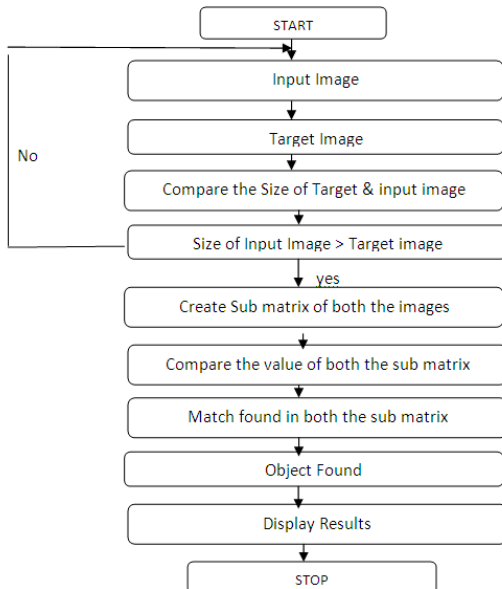 START
Input Image
Target Image
No
Compare the Size of Target & input image
Size of Input Image > Target image
yes
Create Sub matrix of both the images
Compare the value of both the sub matrix
Match found in both the sub matrix
Object Found
Display Results
STOP